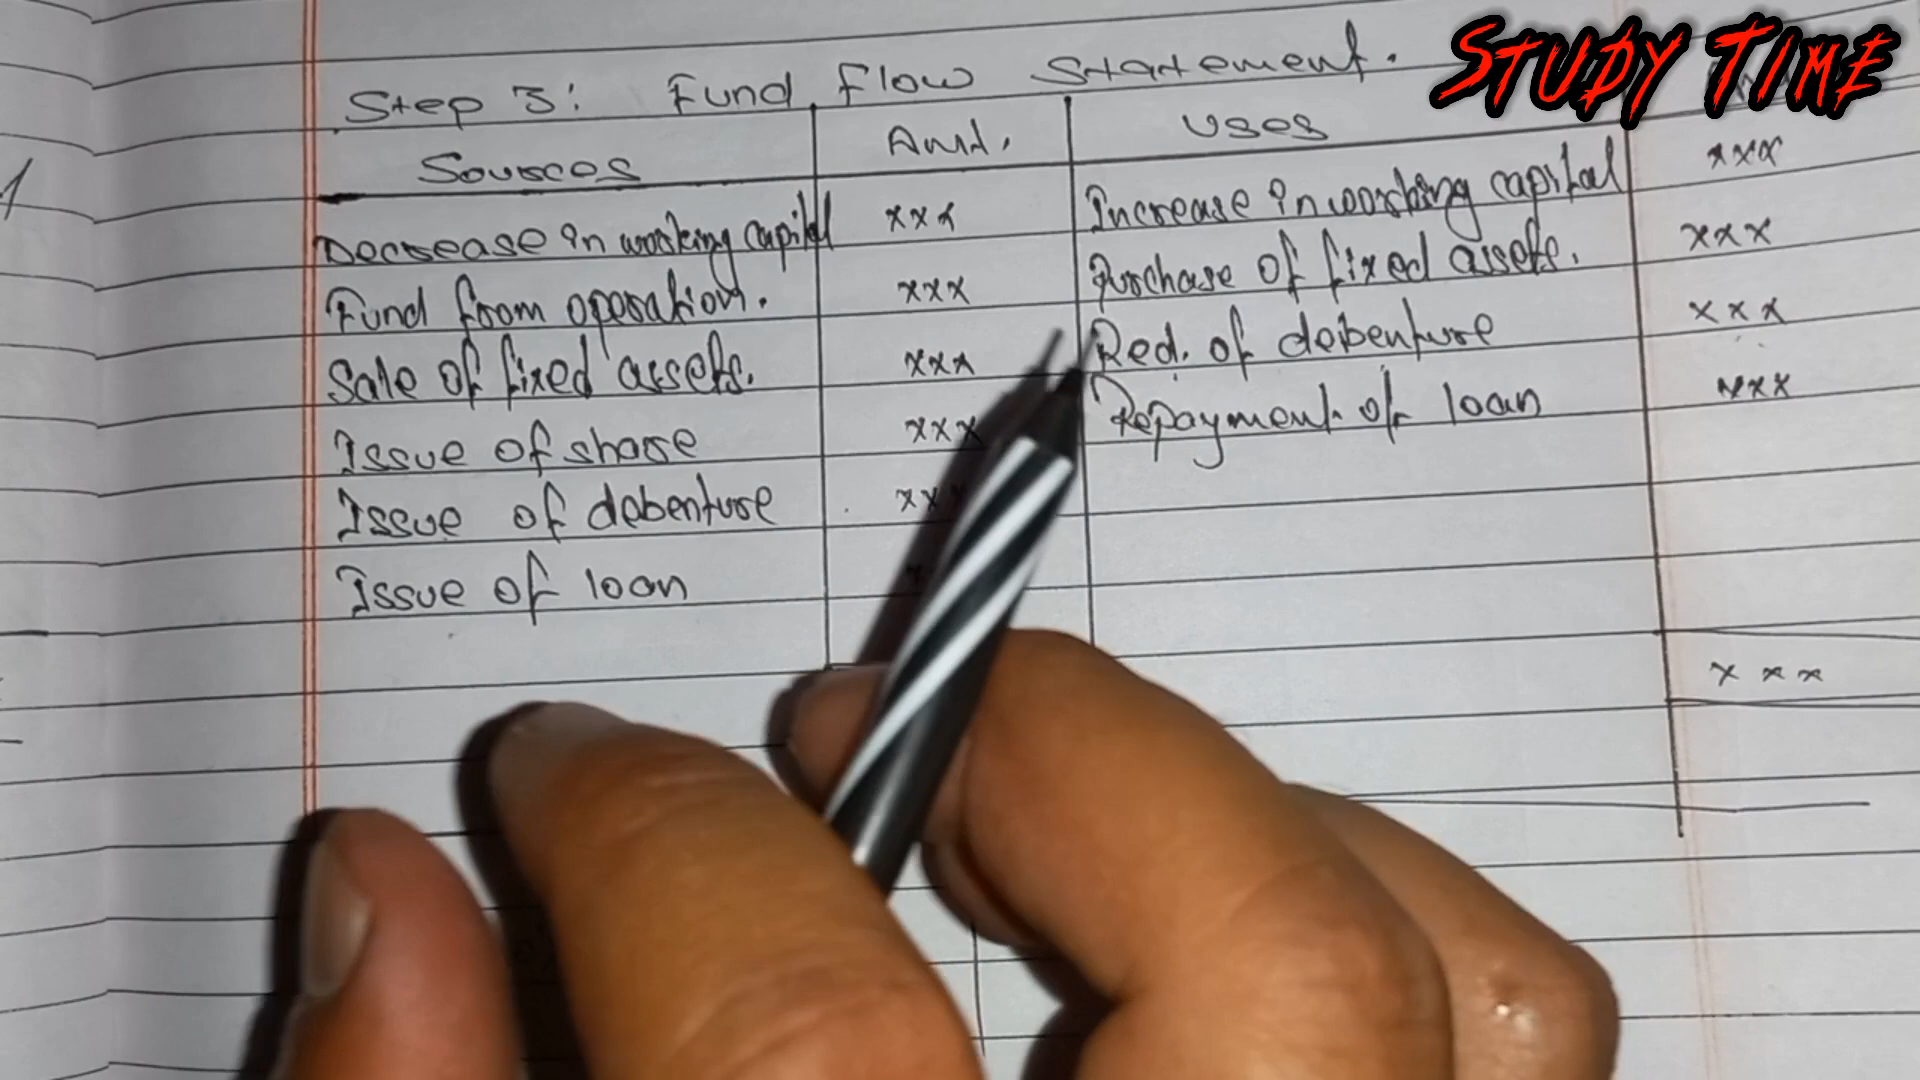 STUDY TIME
Step 3: Fund Flow Statement.
Sources Amt. Uses
Decrease in working capital xxx Increase in working capital xxx
Fund from operation. xxx Purchase of fixed assets. xxx
Sale of fixed assets. xxx Red. of debenture xxx
Issue of share xxx Repayment of loan xxx
Issue of debenture xxx
Issue of loan
xxx